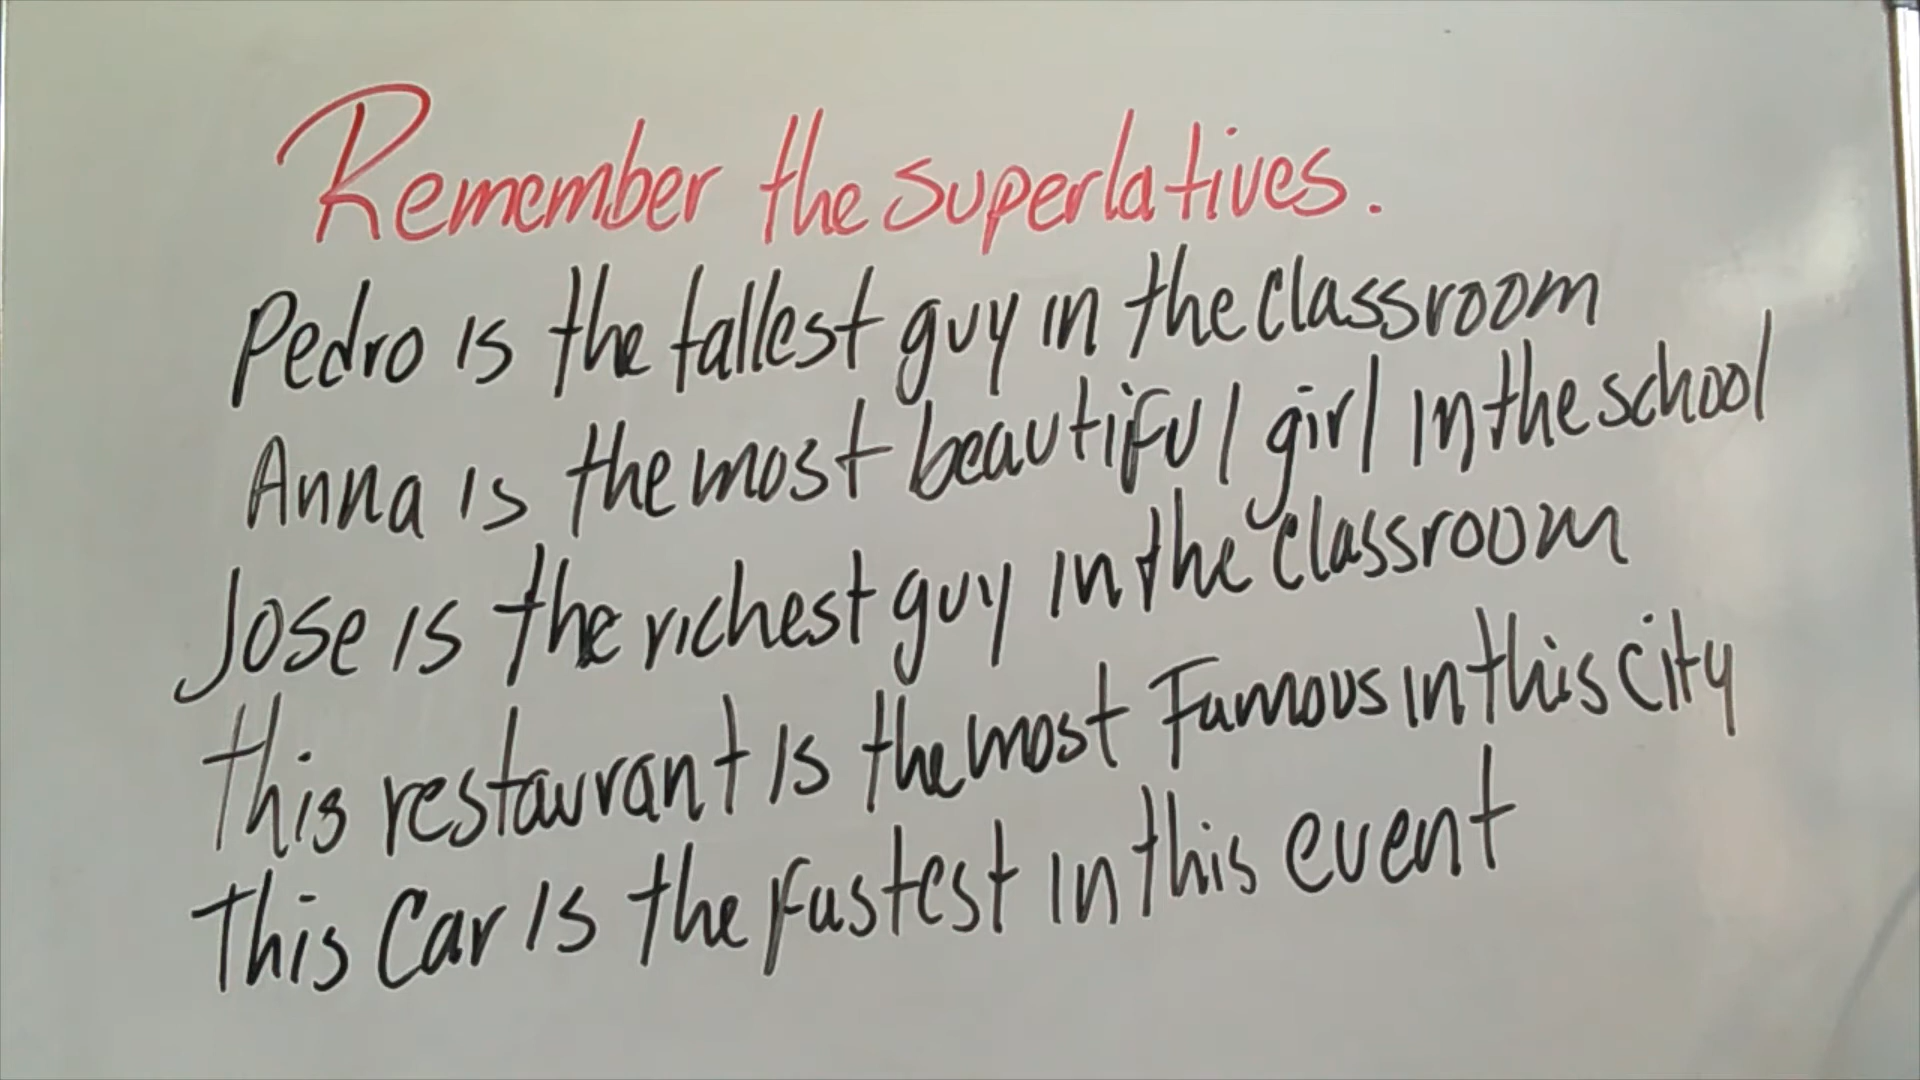 Remember the superlatives.
Pedro is the tallest guy in the classroom
Anna is the most beautiful girl in the school
Jose is the richest guy in the classroom
This restaurant is the most Famous in this city
This Car is the Fastest in this event